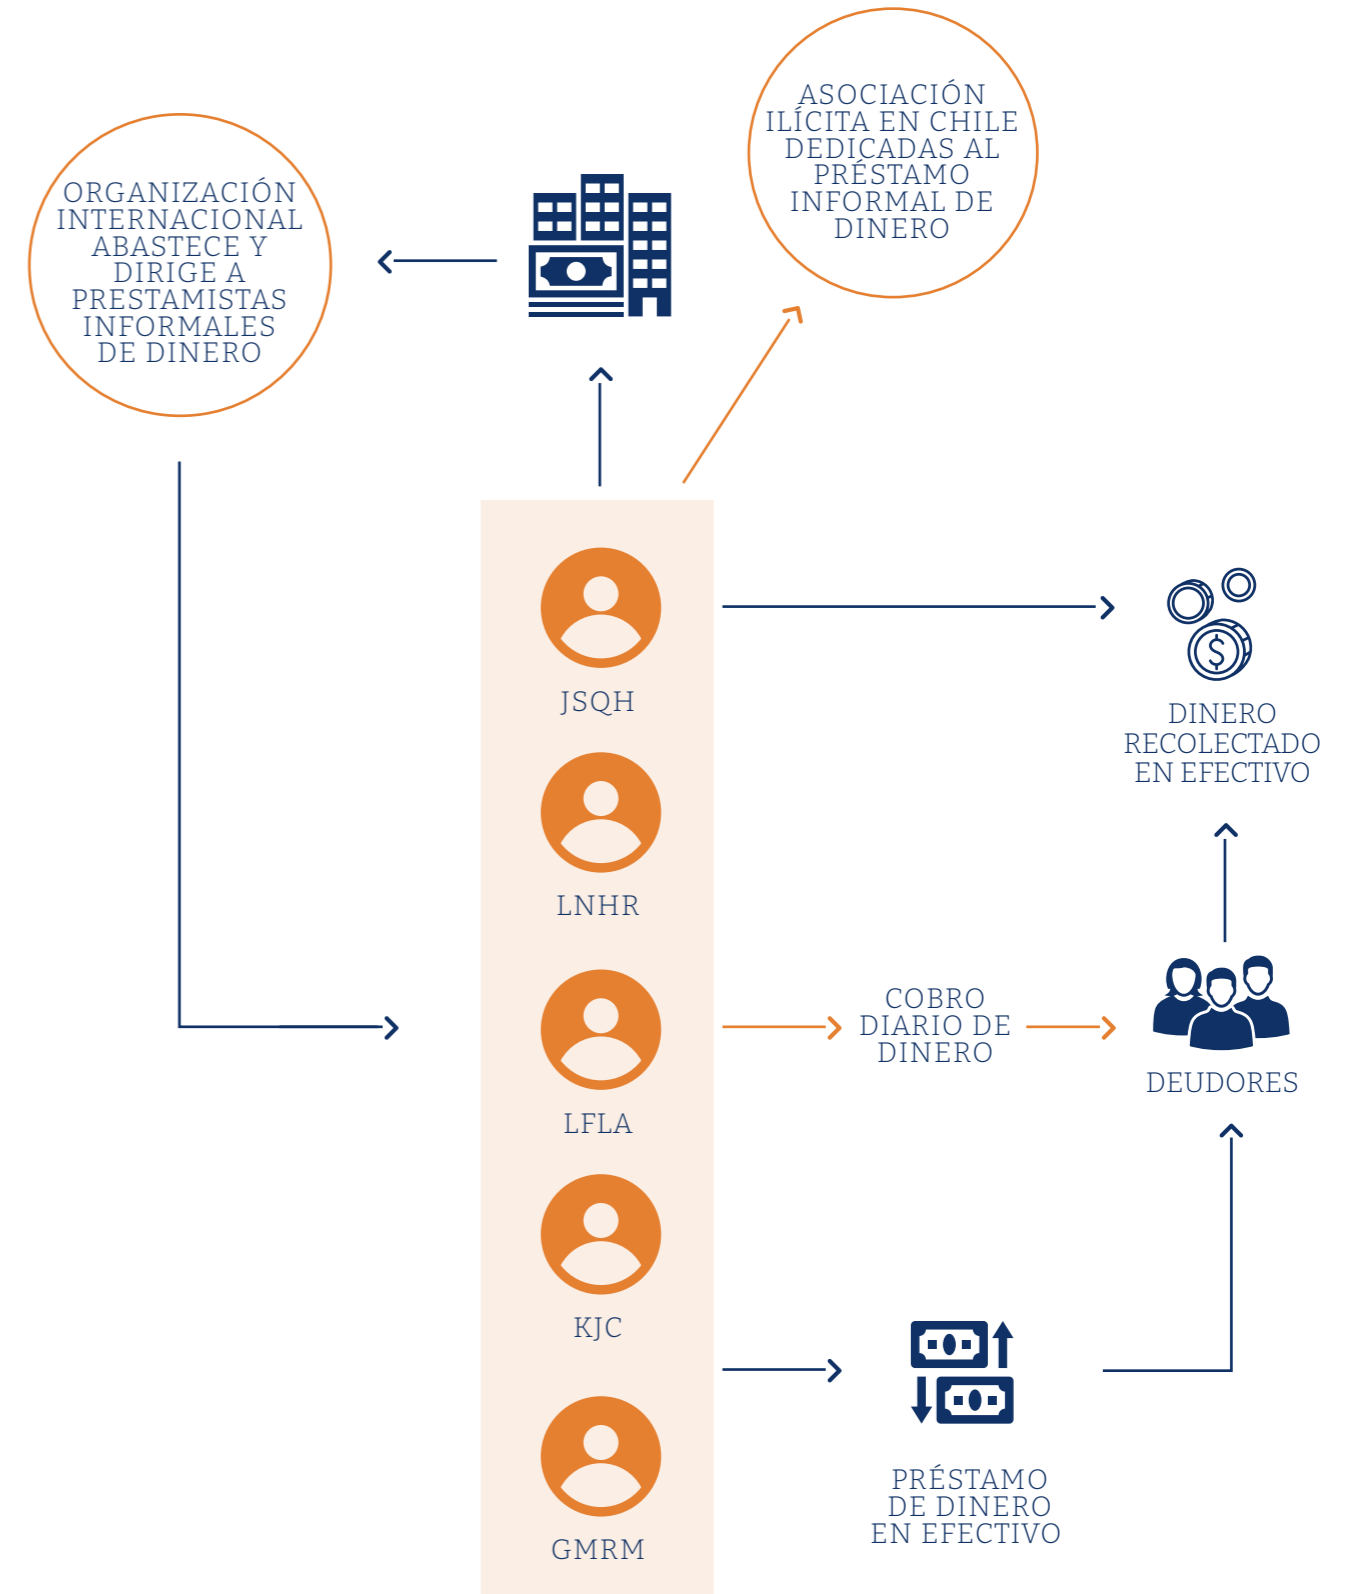 ASOCIACIÓN
ILÍCITA EN CHILE
DEDICADAS AL
PRÉSTAMO
INFORMAL DE
DINERO
ORGANIZACIÓN
INTERNACIONAL
ABASTECE Y
DIRIGE A
PRESTAMISTAS
INFORMALES
DE DINERO
JSQH
DINERO
RECOLECTADO
EN EFECTIVO
LNHR
COBRO
DIARIO DE
DINERO
DEUDORES
LFLA
KJC
PRÉSTAMO
DE DINERO
EN EFECTIVO
GMRM